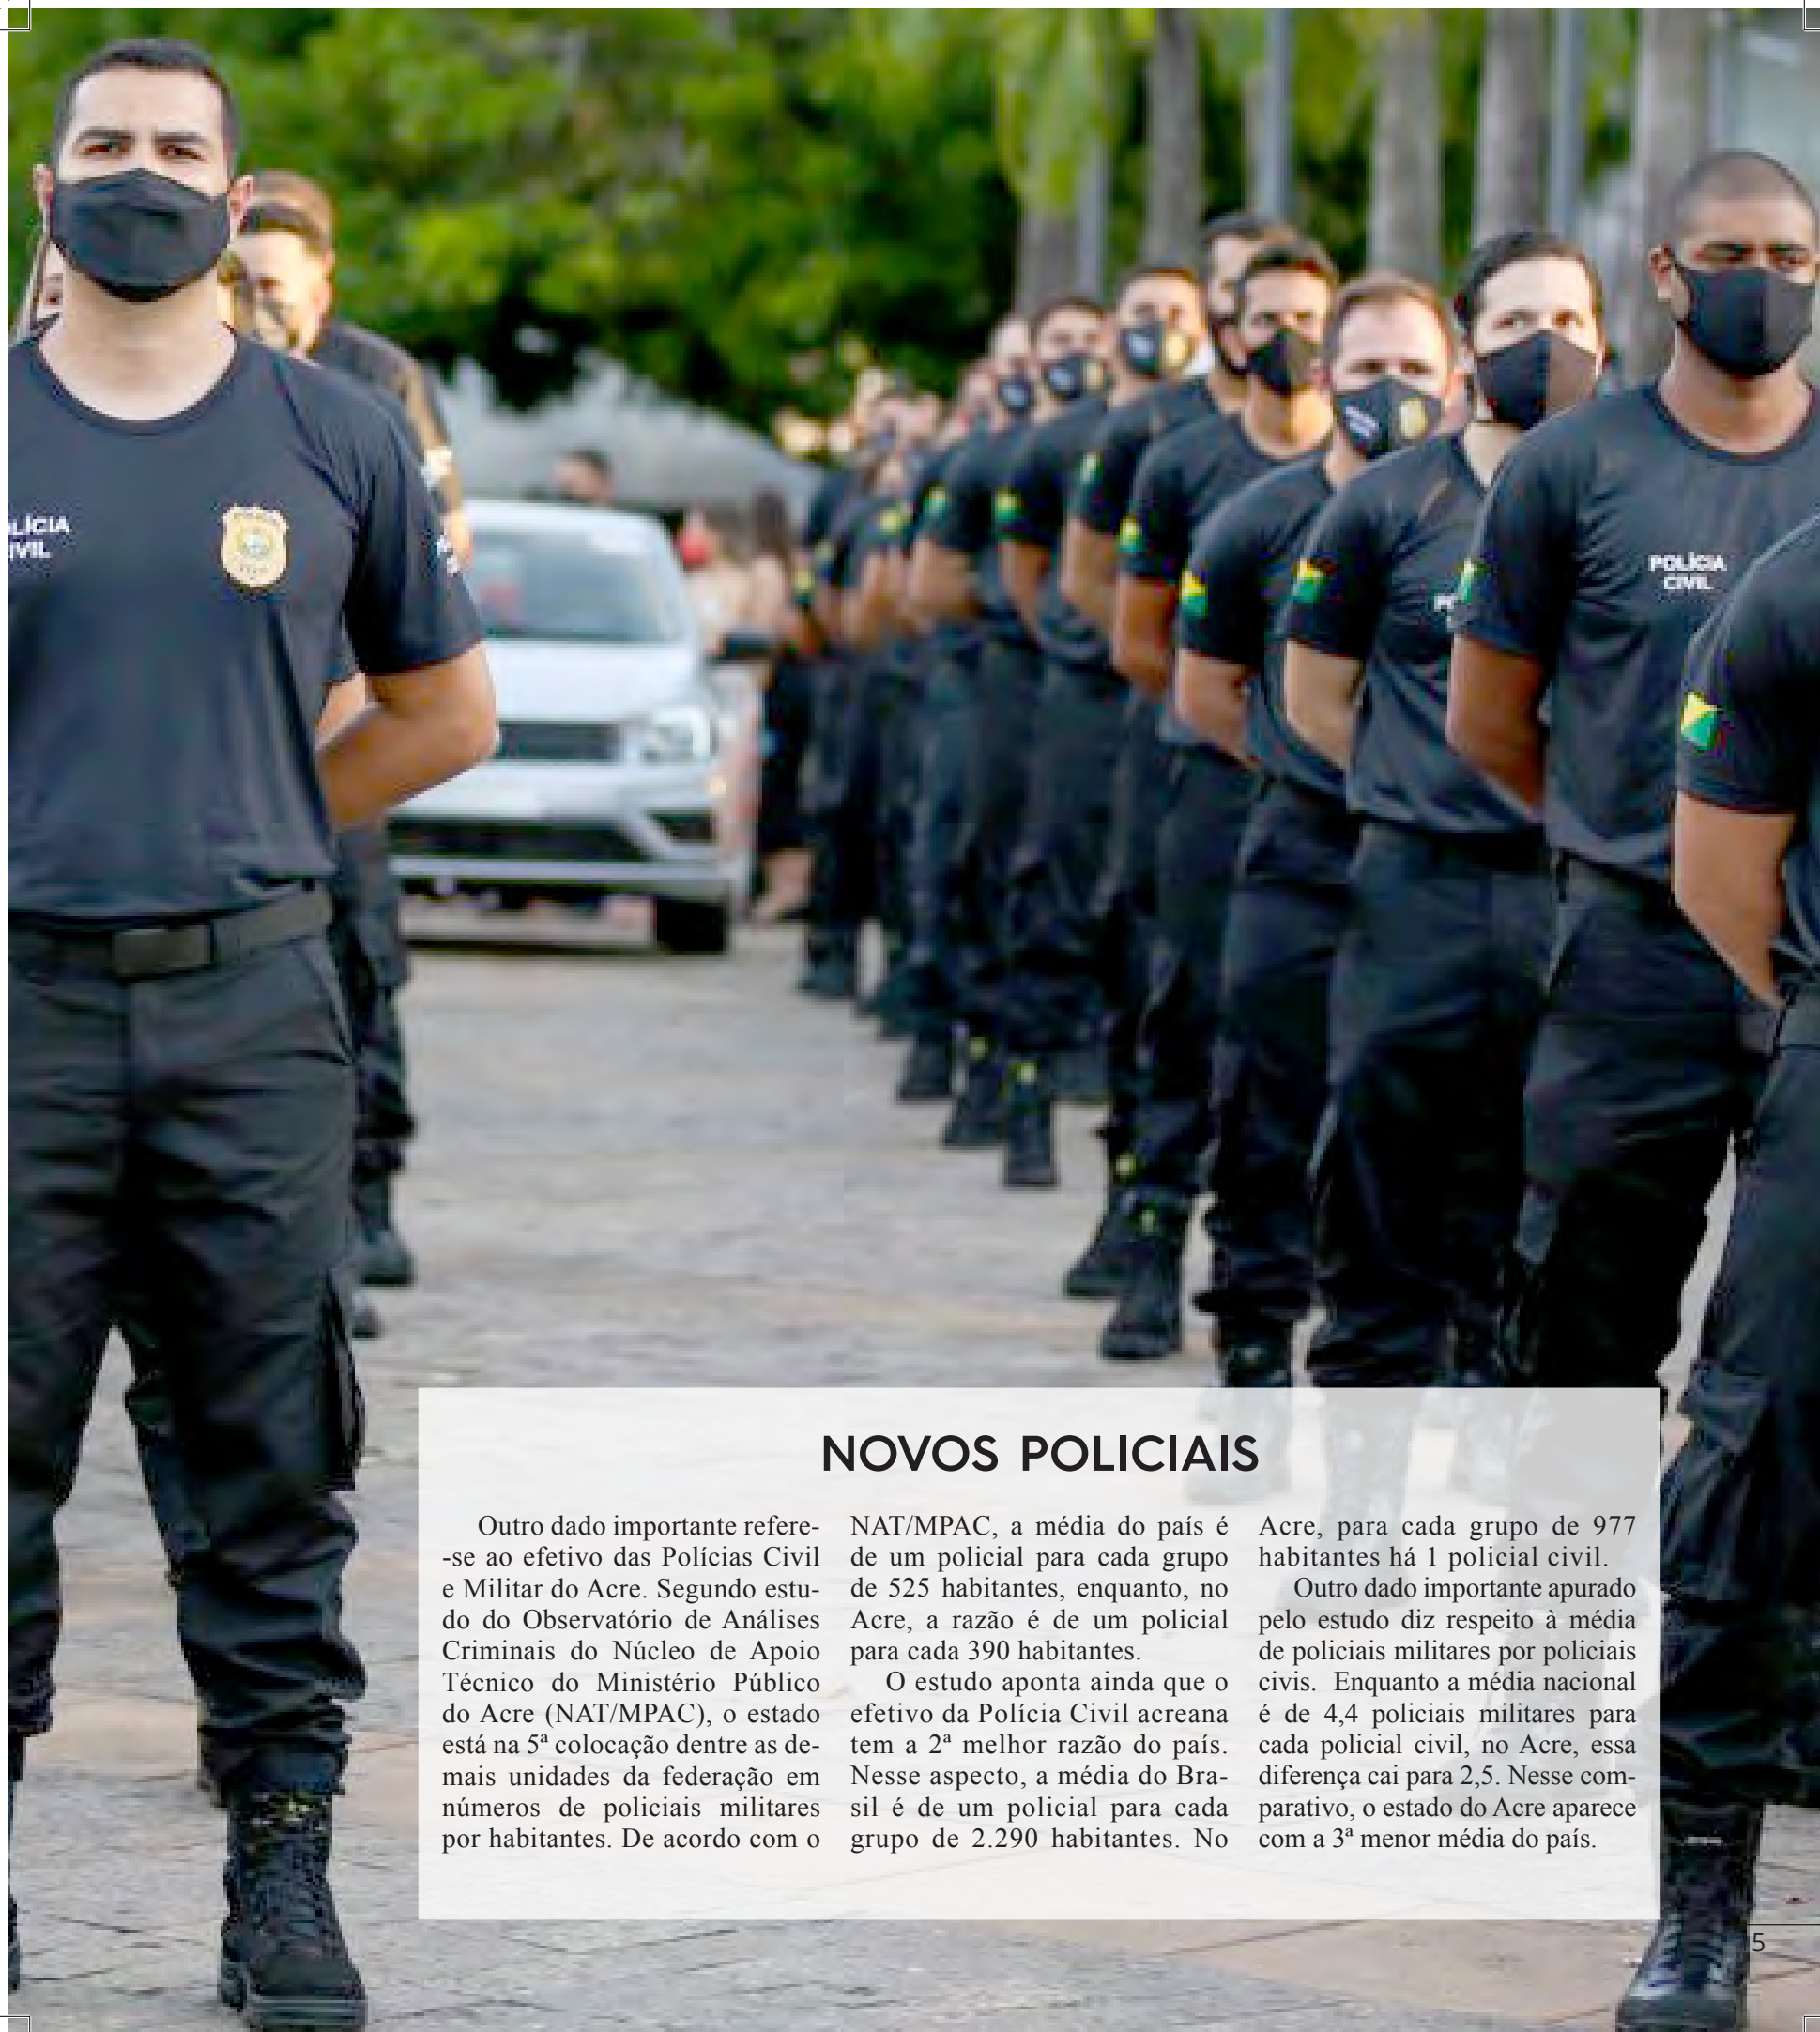 LÍCIA
VIL
POLÍCIA
CIVIL
NOVOS POLICIAIS
Outro dado importante refere-
-se ao efetivo das Polícias Civil
e Militar do Acre. Segundo estu-
do do Observatório de Análises
Criminais do Núcleo de Apoio
Técnico do Ministério Público
do Acre (NAT/MPAC), o estado
está na 5ª colocação dentre as de-
mais unidades da federação em
números de policiais militares
por habitantes. De acordo com o
NAT/MPAC, a média do país é
de um policial para cada grupo
de 525 habitantes, enquanto, no
Acre, a razão é de um policial
para cada 390 habitantes.
O estudo aponta ainda que o
efetivo da Polícia Civil acreana
tem a 2ª melhor razão do país.
Nesse aspecto, a média do Bra-
sil é de um policial para cada
grupo de 2.290 habitantes. No
Acre, para cada grupo de 977
habitantes há 1 policial civil.
Outro dado importante apurado
pelo estudo diz respeito à média
de policiais militares por policiais
civis. Enquanto a média nacional
é de 4,4 policiais militares para
cada policial civil, no Acre, essa
diferença cai para 2,5. Nesse com-
parativo, o estado do Acre aparece
com a 3ª menor média do país.
5